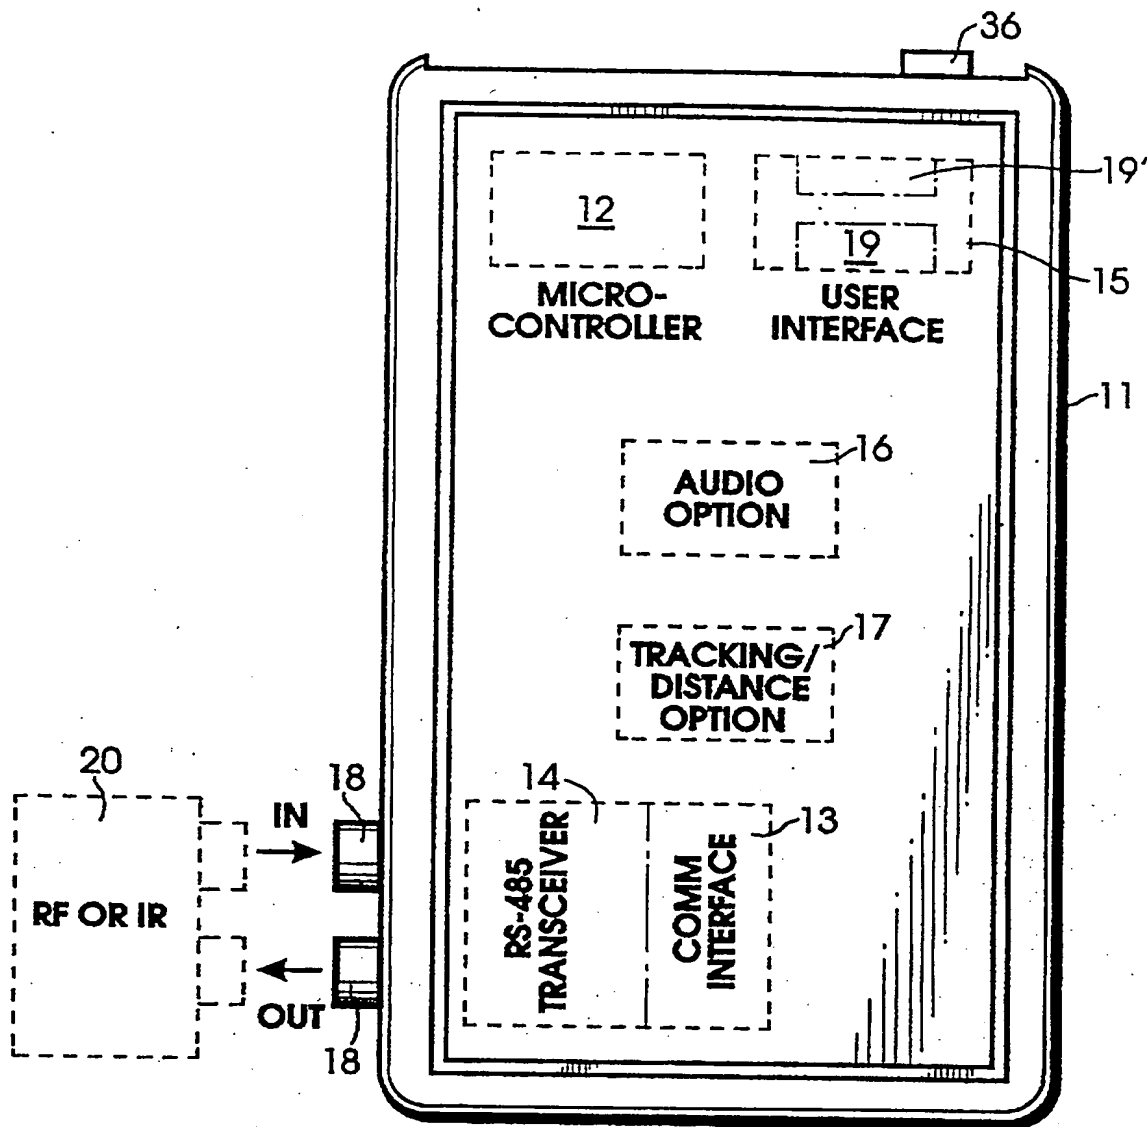 36
19'
12
19
15
MICRO-
CONTROLLER
USER
INTERFACE
11
16
AUDIO
OPTION
17
TRACKING/
DISTANCE
OPTION
20
18
14
13
IN
RF OR IR
RS-485
TRANSCEIVER
COMM
INTERFACE
OUT
18